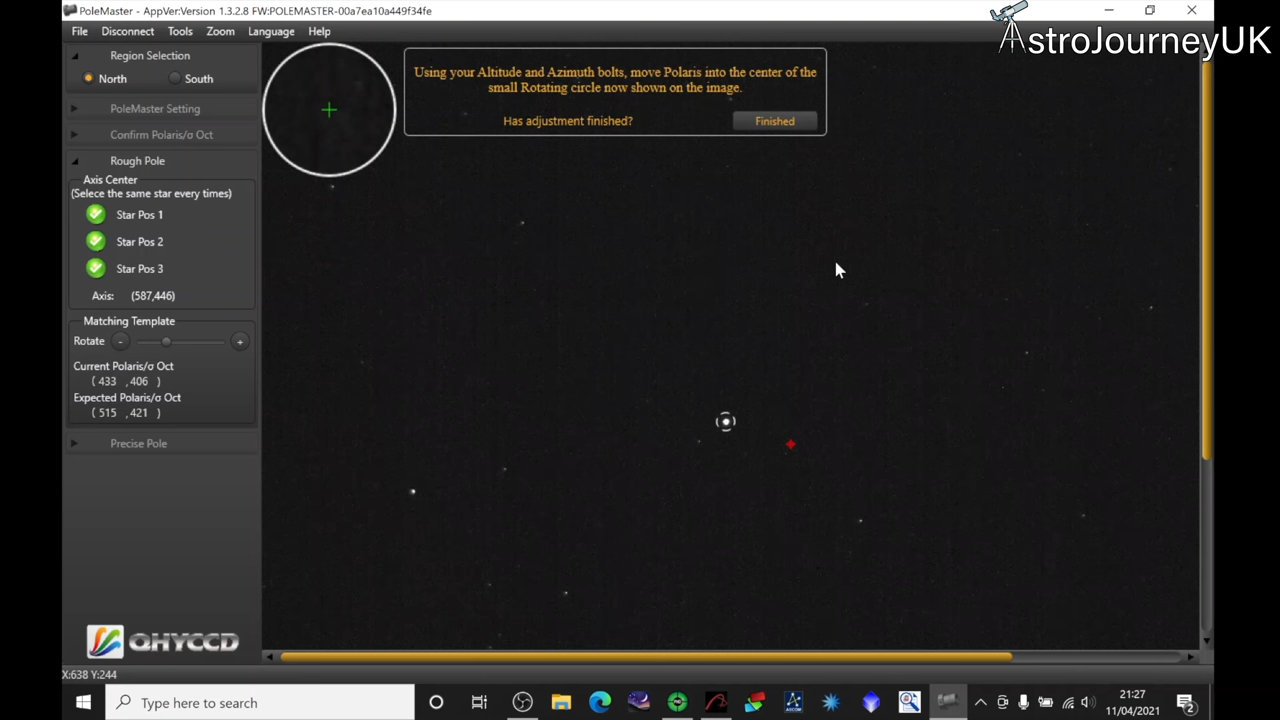 PoleMaster - AppVer:Version 1.3.2.8 FW:POLEMASTER-00a7ea10a449f34fe
AstroJourneyUK
File Disconnect Tools Zoom Language Help
Region Selection
North South
PoleMaster Setting
Confirm Polaris/σ Oct
Rough Pole
Axis Center
(Selece the same star every times)
Star Pos 1
Star Pos 2
Star Pos 3
Axis: (587,446)
Matching Template
Rotate - +
Current Polaris/σ Oct
( 433 , 406 )
Expected Polaris/σ Oct
( 515 , 421 )
Precise Pole
Using your Altitude and Azimuth bolts, move Polaris into the center of the
small Rotating circle now shown on the image.
Has adjustment finished? Finished
QHYCCD
X:638 Y:244
Type here to search
ASCOM
21:27
11/04/2021
2